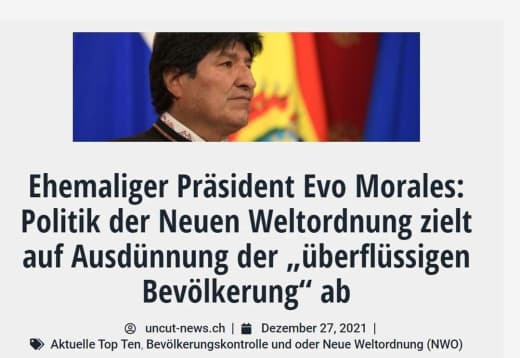 Ehemaliger Präsident Evo Morales:
Politik der Neuen Weltordnung zielt
auf Ausdünnung der „überflüssigen
Bevölkerung“ ab
uncut-news.ch | Dezember 27, 2021 |
Aktuelle Top Ten, Bevölkerungskontrolle und oder Neue Weltordnung (NWO)